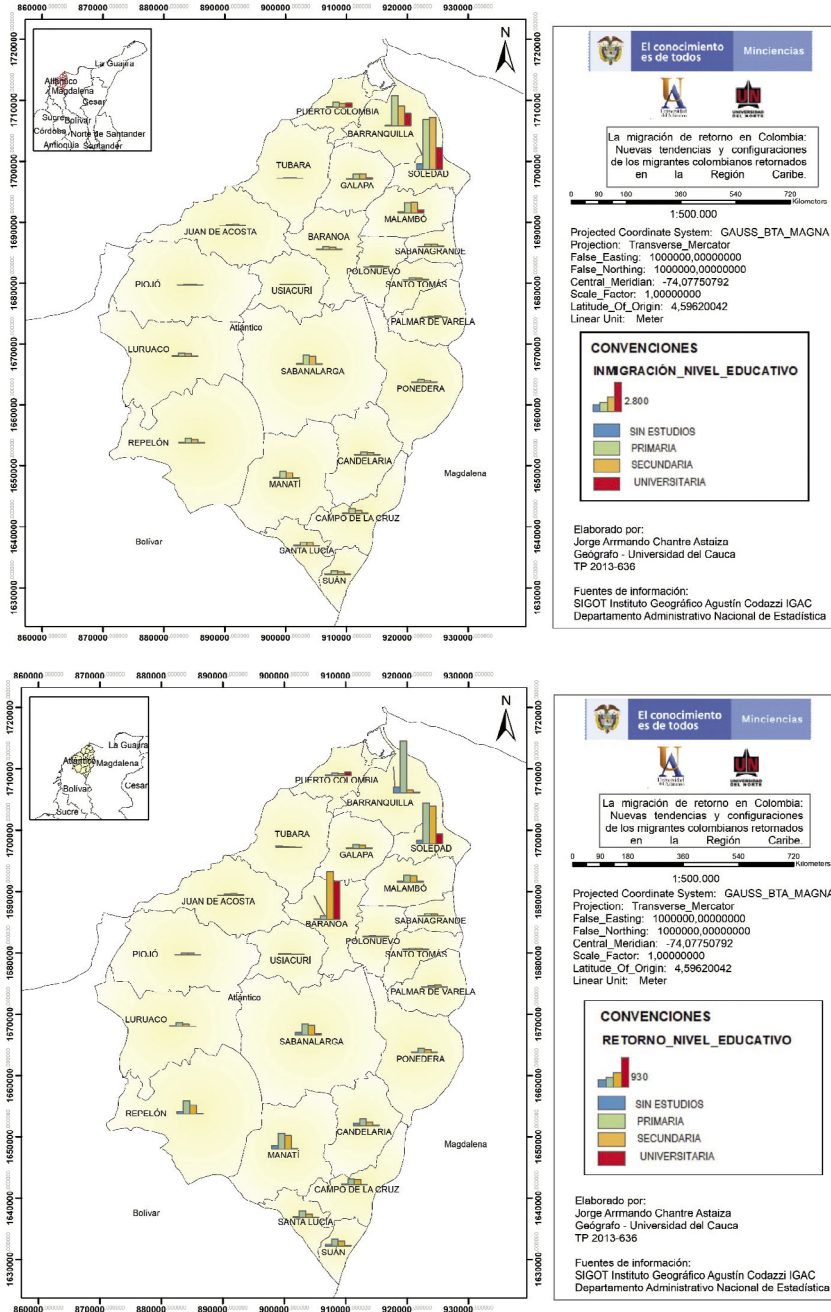 860000 870000 880000 890000 900000 910000 920000 930000
1720000
1710000
1700000
1690000
1680000
1670000
1660000
1650000
1640000
1630000
N
La Guajira
Atlántico
Magdalena
Cesar
Sucre
Bolívar
Córdoba
Norte de Santander
Antioquia
Santander
PUERTO COLOMBIA
BARRANQUILLA
TUBARA
SOLEDAD
GALAPA
MALAMBÓ
JUAN DE ACOSTA
BARANOA
SABANAGRANDE
POLONUEVO
PIOJÓ
USIACURÍ
SANTO TOMÁS
PALMAR DE VARELA
Atlántico
LURUACO
SABANALARGA
PONEDERA
REPELÓN
CANDELARIA
Magdalena
MANATÍ
CAMPO DE LA CRUZ
Bolívar
SANTA LUCÍA
SUÁN
860000 870000 880000 890000 900000 910000 920000 930000
El conocimiento
es de todos
Minciencias
UNIVERSIDAD
DEL NORTE
La migración de retorno en Colombia:
Nuevas tendencias y configuraciones
de los migrantes colombianos retornados
en la Región Caribe.
0 90 180 360 540 720
Kilometers
1:500.000
Projected Coordinate System: GAUSS_BTA_MAGNA
Projection: Transverse_Mercator
False_Easting: 1000000,00000000
False_Northing: 1000000,00000000
Central_Meridian: -74,07750792
Scale_Factor: 1,00000000
Latitude_Of_Origin: 4,59620042
Linear Unit: Meter
CONVENCIONES
INMIGRACIÓN_NIVEL_EDUCATIVO
2.800
SIN ESTUDIOS
PRIMARIA
SECUNDARIA
UNIVERSITARIA
Elaborado por:
Jorge Arrmando Chantre Astaiza
Geógrafo - Universidad del Cauca
TP 2013-636
Fuentes de información:
SIGOT Instituto Geográfico Agustín Codazzi IGAC
Departamento Administrativo Nacional de Estadística
860000 870000 880000 890000 900000 910000 920000 930000
1720000
1710000
1700000
1690000
1680000
1670000
1660000
1650000
1640000
1630000
N
La Guajira
Atlántico
Magdalena
Bolívar
Cesar
Sucre
PUERTO COLOMBIA
BARRANQUILLA
TUBARA
SOLEDAD
GALAPA
MALAMBÓ
JUAN DE ACOSTA
BARANOA
SABANAGRANDE
POLONUEVO
PIOJÓ
USIACURÍ
SANTO TOMÁS
PALMAR DE VARELA
Atlántico
LURUACO
SABANALARGA
PONEDERA
REPELÓN
CANDELARIA
Magdalena
MANATÍ
CAMPO DE LA CRUZ
Bolívar
SANTA LUCÍA
SUÁN
860000 870000 880000 890000 900000 910000 920000 930000
El conocimiento
es de todos
Minciencias
UNIVERSIDAD
DEL NORTE
La migración de retorno en Colombia:
Nuevas tendencias y configuraciones
de los migrantes colombianos retornados
en la Región Caribe.
0 90 180 360 540 720
Kilometers
1:500.000
Projected Coordinate System: GAUSS_BTA_MAGNA
Projection: Transverse_Mercator
False_Easting: 1000000,00000000
False_Northing: 1000000,00000000
Central_Meridian: -74,07750792
Scale_Factor: 1,00000000
Latitude_Of_Origin: 4,59620042
Linear Unit: Meter
CONVENCIONES
RETORNO_NIVEL_EDUCATIVO
930
SIN ESTUDIOS
PRIMARIA
SECUNDARIA
UNIVERSITARIA
Elaborado por:
Jorge Arrmando Chantre Astaiza
Geógrafo - Universidad del Cauca
TP 2013-636
Fuentes de información:
SIGOT Instituto Geográfico Agustín Codazzi IGAC
Departamento Administrativo Nacional de Estadística